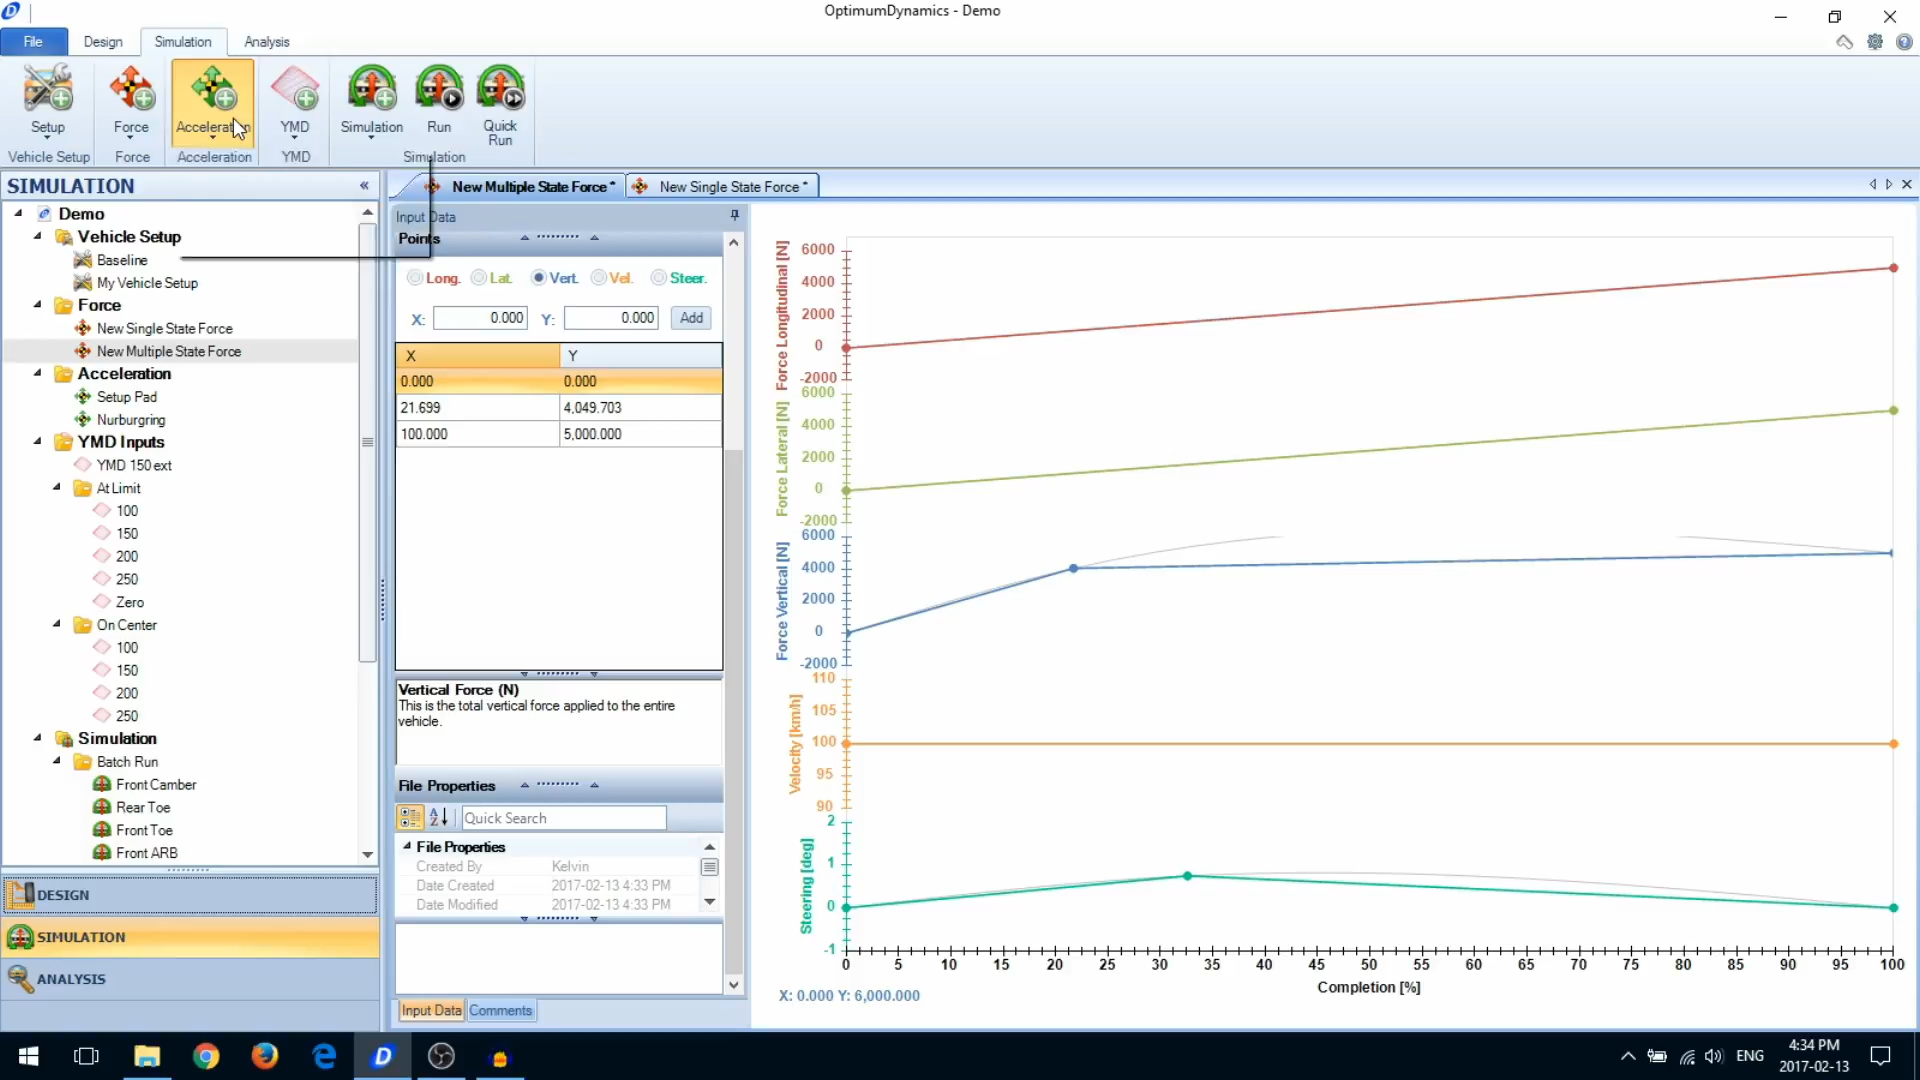 OptimumDynamics - Demo
File
Design
Simulation
Analysis
Setup
Force
YMD
Simulation
Run
Quick
Run
Vehicle Setup
Force
Acceleration
YMD
Simulation
SIMULATION
«
Demo
Vehicle Setup
Baseline
My Vehicle Setup
Force
New Single State Force
New Multiple State Force
Acceleration
Setup Pad
Nurburgring
YMD Inputs
YMD 150 ext
At Limit
100
150
200
250
Zero
On Center
100
150
200
250
Simulation
Batch Run
Front Camber
Rear Toe
Front Toe
Front ARB
DESIGN
SIMULATION
ANALYSIS
New Multiple State Force *
New Single State Force *
Input Data
Points
Long. Lat. Vert. Vel. Steer.
X: 0.000 Y: 0.000 Add
X Y
0.000 0.000
21.699 4,049.703
100.000 5,000.000
Vertical Force (N)
This is the total vertical force applied to the entire
vehicle.
File Properties
Quick Search
File Properties
Created By Kelvin
Date Created 2017-02-13 4:33 PM
Date Modified 2017-02-13 4:33 PM
Input Data
Comments
Force Longitudinal [N]
6000
4000
2000
0
-2000
Force Lateral [N]
6000
4000
2000
0
-2000
Force Vertical [N]
6000
4000
2000
0
-2000
Velocity [km/h]
110
105
100
95
90
Steering [deg]
2
1
0
-1
0 5 10 15 20 25 30 35 40 45 50 55 60 65 70 75 80 85 90 95 100
Completion [%]
X: 0.000 Y: 6,000.000
ENG
4:34 PM
2017-02-13